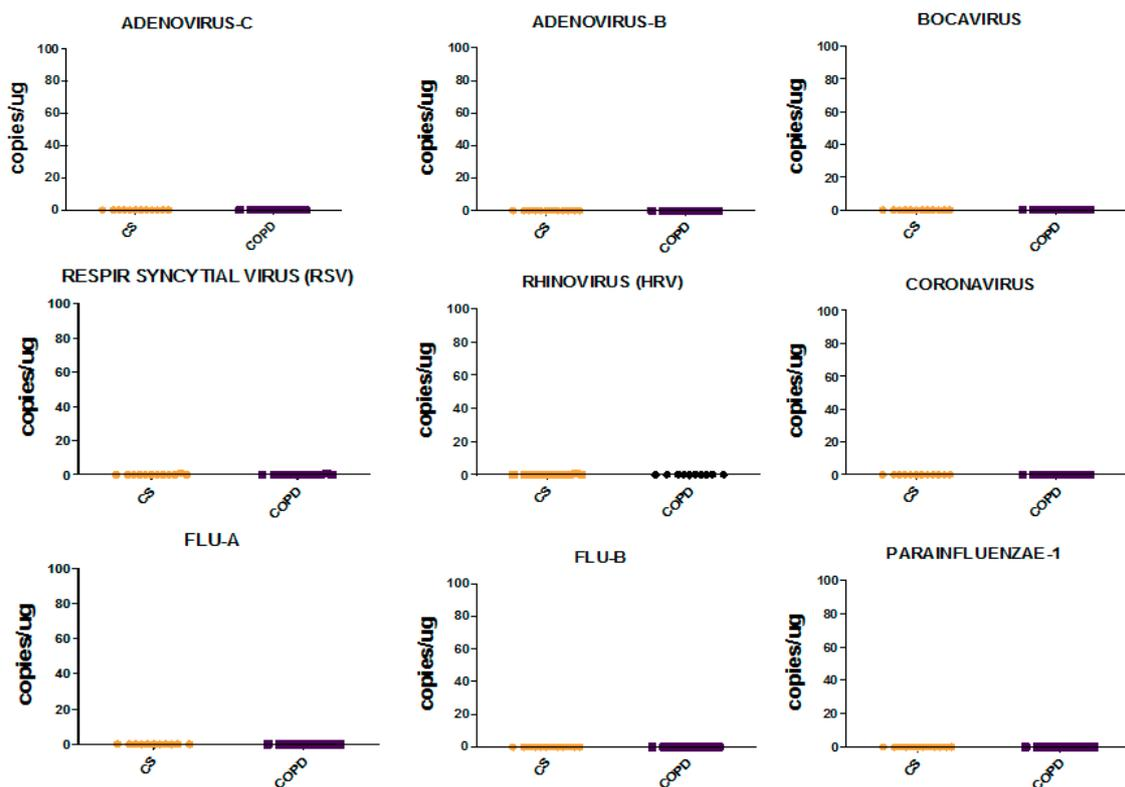 ADENOVIRUS-C
copies/ug
100
80
60
40
20
0
CS
COPD
ADENOVIRUS-B
copies/ug
100
80
60
40
20
0
CS
COPD
BOCAVIRUS
copies/ug
100
80
60
40
20
0
CS
COPD
RESPIR SYNCYTIAL VIRUS (RSV)
copies/ug
100
80
60
40
20
0
CS
COPD
RHINOVIRUS (HRV)
copies/ug
100
80
60
40
20
0
CS
COPD
CORONAVIRUS
copies/ug
100
80
60
40
20
0
CS
COPD
FLU-A
copies/ug
100
80
60
40
20
0
CS
COPD
FLU-B
copies/ug
100
80
60
40
20
0
CS
COPD
PARAINFLUENZAE-1
copies/ug
100
80
60
40
20
0
CS
COPD